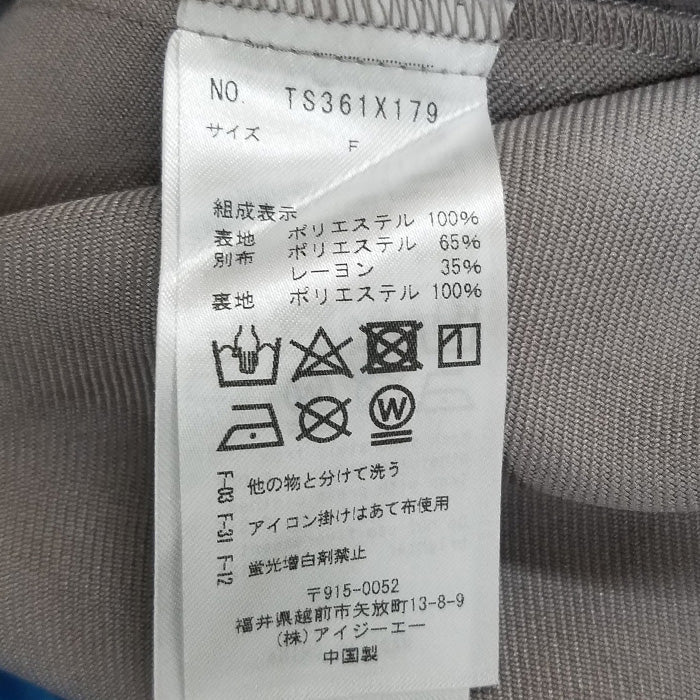 NO. TS361X179
サイズ F
組成表示
表地 ポリエステル 100%
別布 ポリエステル 65%
レーヨン 35%
裏地 ポリエステル 100%
W
F-03 他の物と分けて洗う
F-31 アイコン掛けはあて布使用
F-12 蛍光増白剤禁止
〒915-0052
福井県越前市矢放町13-8-9
(株)アイジーエー
中国製